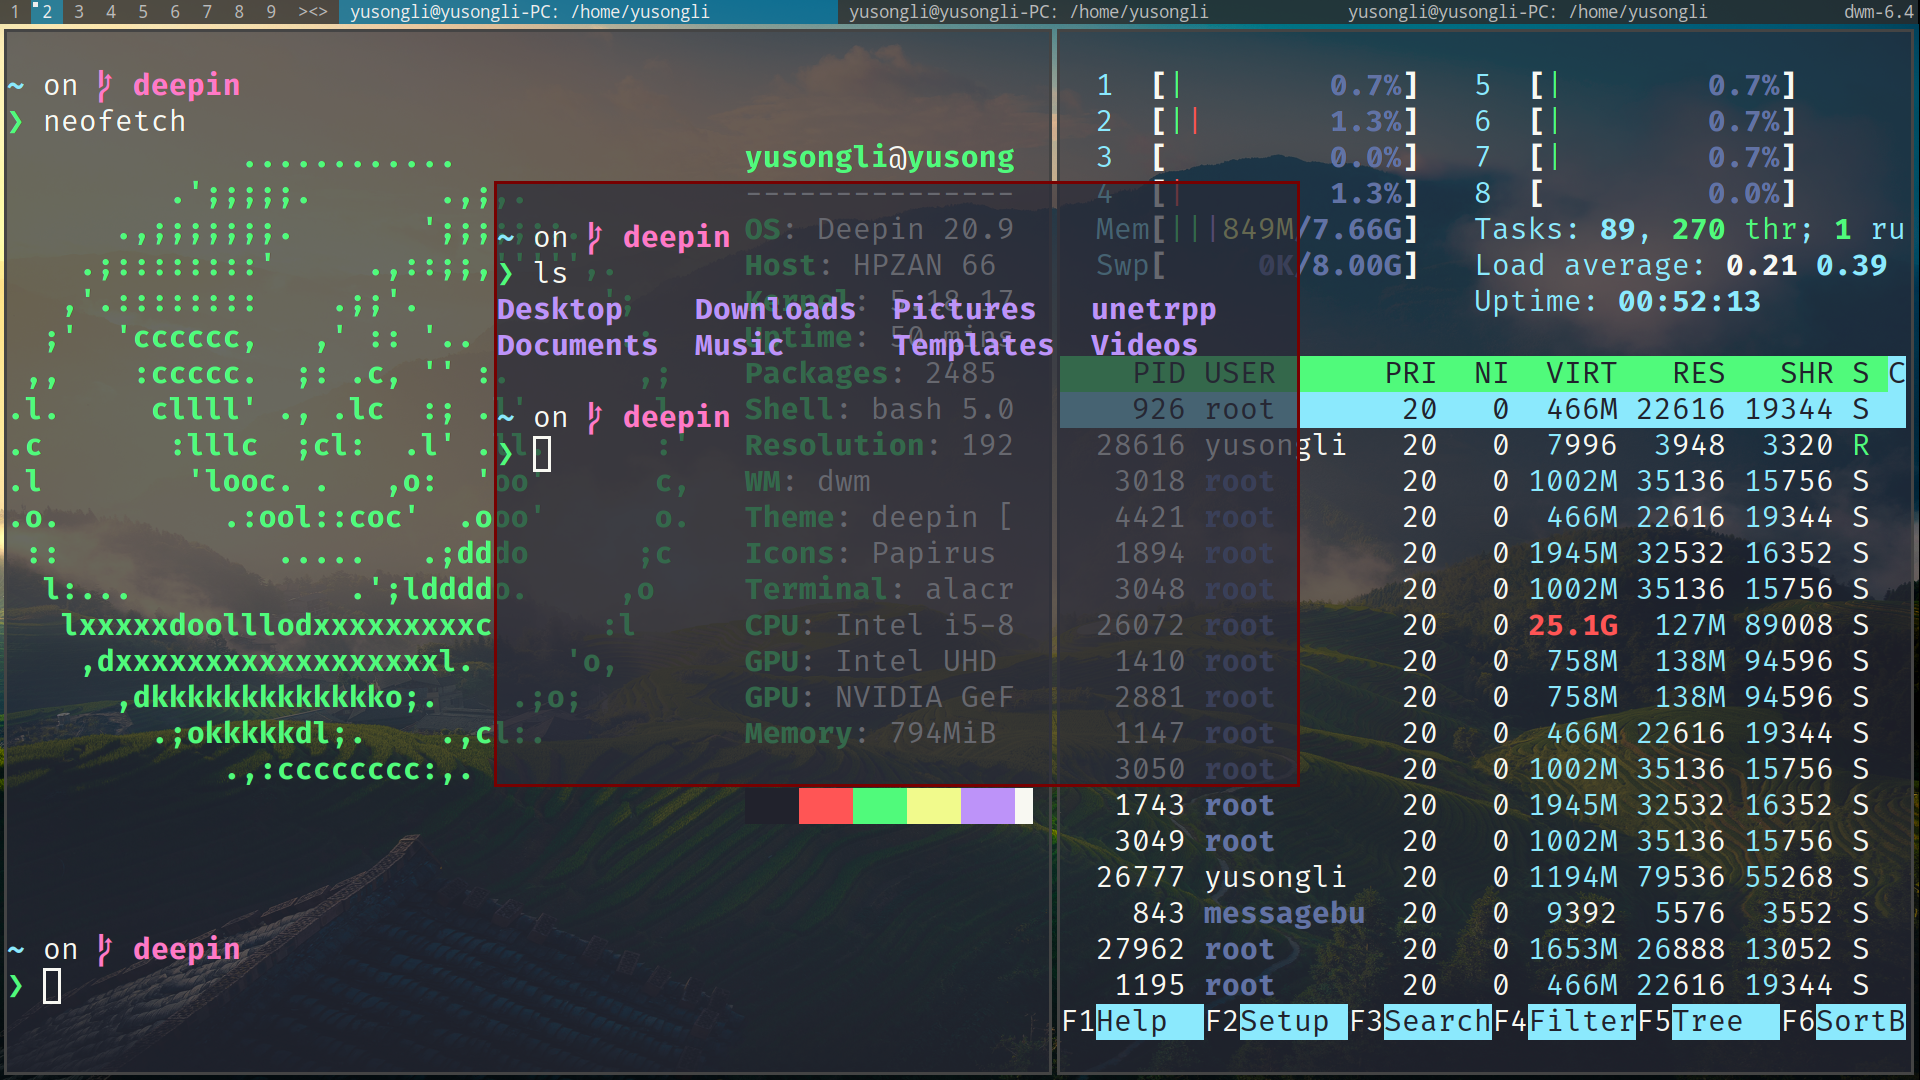 1 2 3 4 5 6 7 8 9 ><> yusongli@yusongli-PC: /home/yusongli yusongli@yusongli-PC: /home/yusongli yusongli@yusongli-PC: /home/yusongli dwm-6.4
~ on deepin
❯ neofetch
yusongli@yusong
---------------
OS: Deepin 20.9
Host: HPZAN 66
Kernel: 5.18.17
Uptime: 50 mins
Packages: 2485
Shell: bash 5.0
Resolution: 192
WM: dwm
Theme: deepin [
Icons: Papirus
Terminal: alacr
CPU: Intel i5-8
GPU: Intel UHD
GPU: NVIDIA GeF
Memory: 794MiB
~ on deepin
❯
~ on deepin
❯ ls
Desktop Downloads Pictures unetrpp
Documents Music Templates Videos
~ on deepin
❯
1 [| 0.7%] 5 [| 0.7%]
2 [|| 1.3%] 6 [| 0.7%]
3 [ 0.0%] 7 [| 0.7%]
4 [| 1.3%] 8 [ 0.0%]
Mem[|||849M/7.66G] Tasks: 89, 270 thr; 1 ru
Swp[ 0K/8.00G] Load average: 0.21 0.39
Uptime: 00:52:13
PID USER PRI NI VIRT RES SHR S C
926 root 20 0 466M 22616 19344 S
28616 yusongli 20 0 7996 3948 3320 R
3018 root 20 0 1002M 35136 15756 S
4421 root 20 0 466M 22616 19344 S
1894 root 20 0 1945M 32532 16352 S
3048 root 20 0 1002M 35136 15756 S
26072 root 20 0 25.1G 127M 89008 S
1410 root 20 0 758M 138M 94596 S
2881 root 20 0 758M 138M 94596 S
1147 root 20 0 466M 22616 19344 S
3050 root 20 0 1002M 35136 15756 S
1743 root 20 0 1945M 32532 16352 S
3049 root 20 0 1002M 35136 15756 S
26777 yusongli 20 0 1194M 79536 55268 S
843 messagebu 20 0 9392 5576 3552 S
27962 root 20 0 1653M 26888 13052 S
1195 root 20 0 466M 22616 19344 S
F1Help F2Setup F3Search F4Filter F5Tree F6SortB